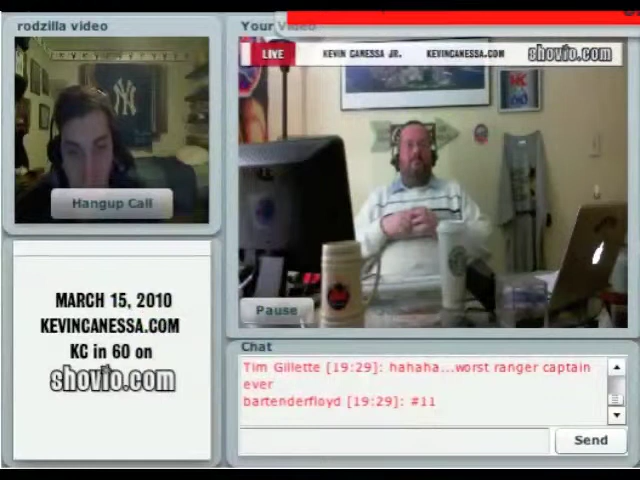 rodzilla video
Your Video
LIVE
KEVIN CANESSA JR.
KEVINCANESSA.COM
shovio.com
NY
Hangup Call
Pause
MARCH 15, 2010
KEVINCANESSA.COM
KC in 60 on
shovio.com
Chat
Tim Gillette [19:29]: hahaha...worst ranger captain
ever
bartenderfloyd [19:29]: #11
Send